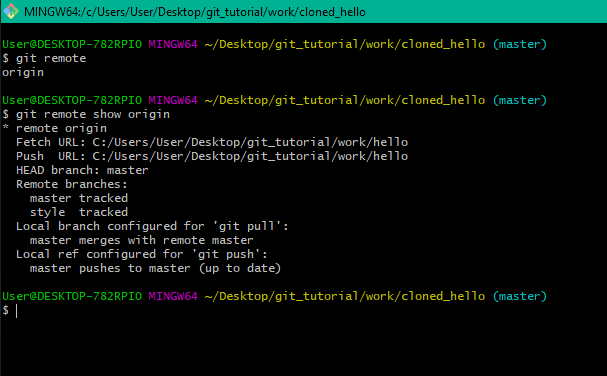 MINGW64:/c/Users/User/Desktop/git_tutorial/work/cloned_hello
User@DESKTOP-782RPIO MINGW64 ~/Desktop/git_tutorial/work/cloned_hello (master)
$ git remote
origin
User@DESKTOP-782RPIO MINGW64 ~/Desktop/git_tutorial/work/cloned_hello (master)
$ git remote show origin
* remote origin
  Fetch URL: C:/Users/User/Desktop/git_tutorial/work/hello
  Push  URL: C:/Users/User/Desktop/git_tutorial/work/hello
  HEAD branch: master
  Remote branches:
    master tracked
    style  tracked
  Local branch configured for 'git pull':
    master merges with remote master
  Local ref configured for 'git push':
    master pushes to master (up to date)
User@DESKTOP-782RPIO MINGW64 ~/Desktop/git_tutorial/work/cloned_hello (master)
$